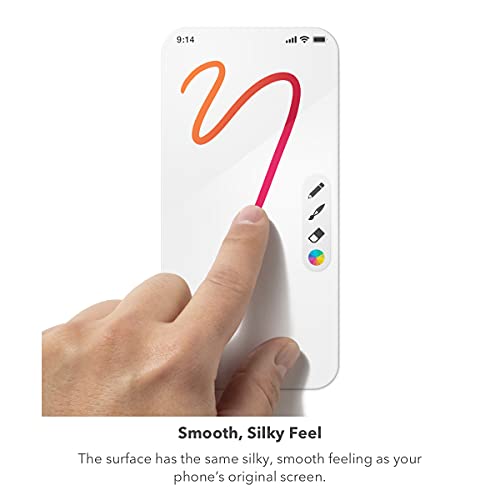 9:14
Smooth, Silky Feel
The surface has the same silky, smooth feeling as your
phone's original screen.